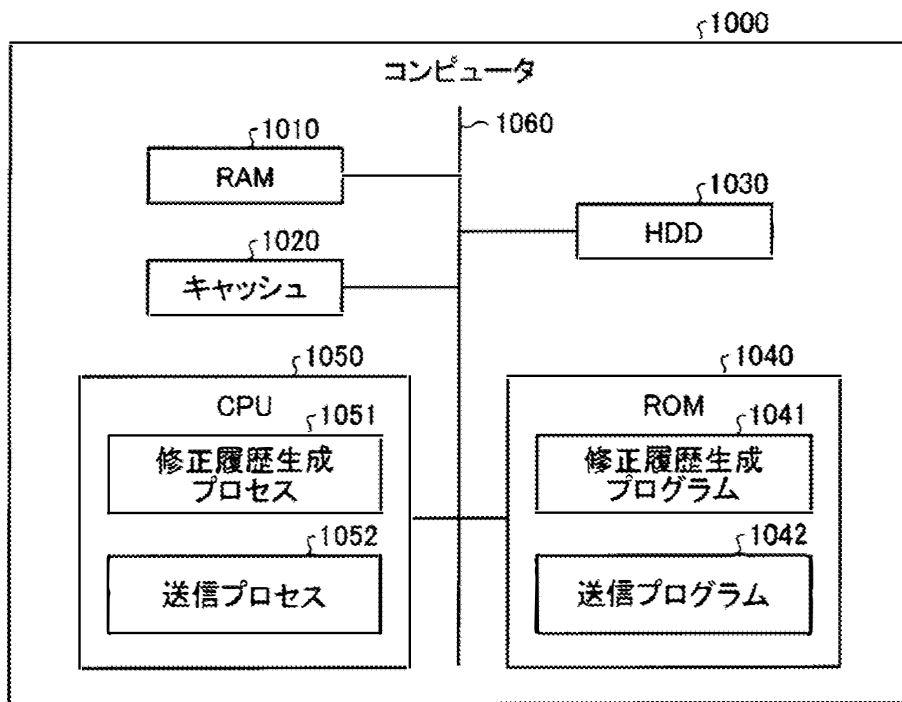 1000
コンピュータ
1060
1010
RAM
1030
HDD
1020
キャッシュ
1050
CPU
1051
修正履歴生成
プロセス
1052
送信プロセス
1040
ROM
1041
修正履歴生成
プログラム
1042
送信プログラム